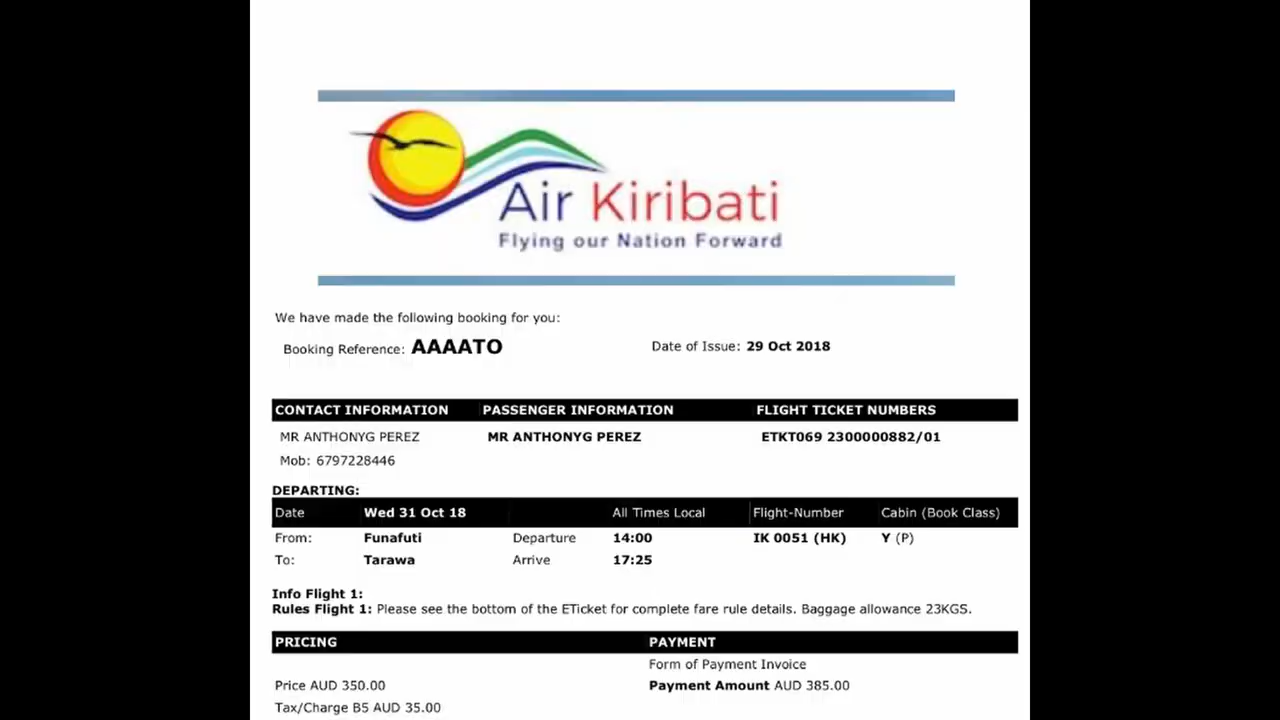 Air Kiribati
Flying our Nation Forward
We have made the following booking for you:
Booking Reference: AAAATO Date of Issue: 29 Oct 2018
CONTACT INFORMATION PASSENGER INFORMATION FLIGHT TICKET NUMBERS
MR ANTHONYG PEREZ MR ANTHONYG PEREZ ETKT069 2300000882/01
Mob: 6797228446
DEPARTING:
Date Wed 31 Oct 18 All Times Local Flight-Number Cabin (Book Class)
From: Funafuti Departure 14:00 IK 0051 (HK) Y (P)
To: Tarawa Arrive 17:25
Info Flight 1:
Rules Flight 1: Please see the bottom of the ETicket for complete fare rule details. Baggage allowance 23KGS.
PRICING PAYMENT
Form of Payment Invoice
Price AUD 350.00 Payment Amount AUD 385.00
Tax/Charge B5 AUD 35.00